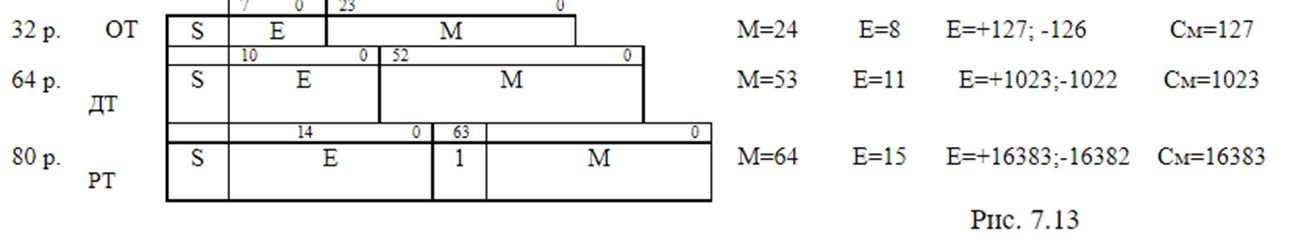 7 0 23 0
32 р. ОТ S E M M=24 E=8 E=+127; -126 См=127
10 0 52 0
64 р. S E M M=53 E=11 E=+1023;-1022 См=1023
ДТ
14 0 63 0
80 р. S E 1 M M=64 E=15 E=+16383;-16382 См=16383
РТ
Рис. 7.13